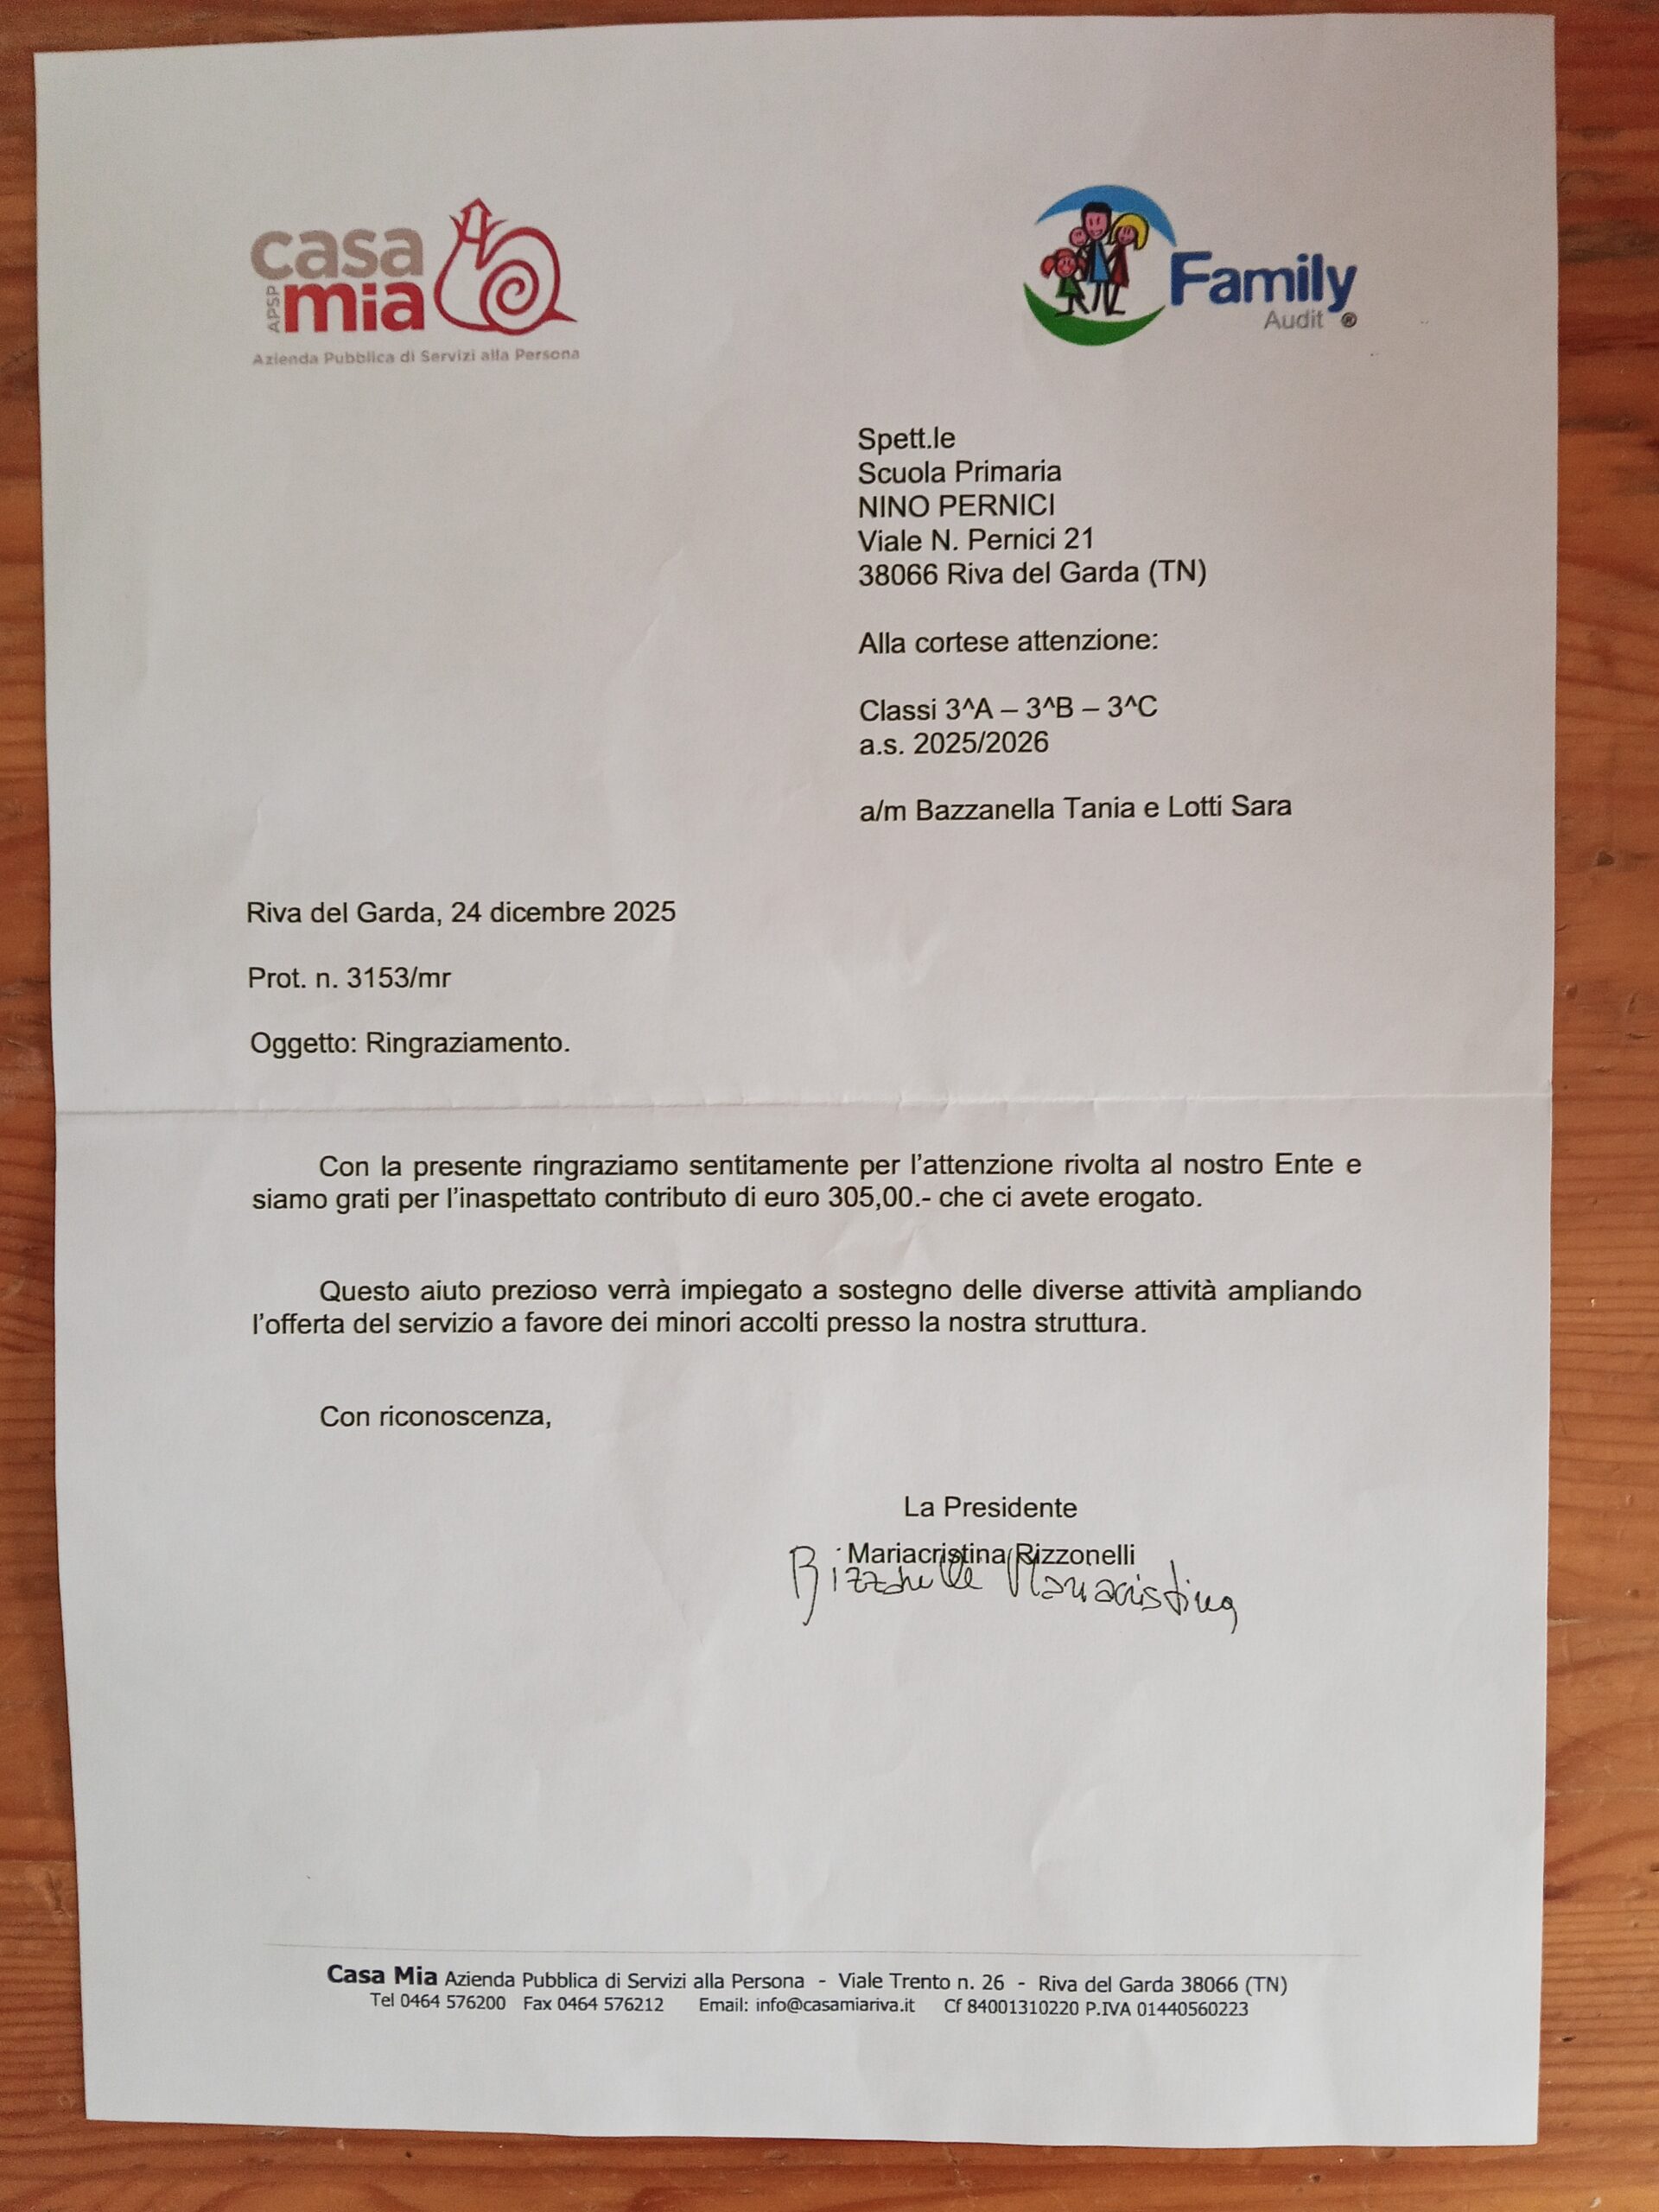 casa
APSP mia
Azienda Pubblica di Servizi alla Persona
Family
Audit ®
Spett.le
Scuola Primaria
NINO PERNICI
Viale N. Pernici 21
38066 Riva del Garda (TN)
Alla cortese attenzione:
Classi 3^A – 3^B – 3^C
a.s. 2025/2026
a/m Bazzanella Tania e Lotti Sara
Riva del Garda, 24 dicembre 2025
Prot. n. 3153/mr
Oggetto: Ringraziamento.
Con la presente ringraziamo sentitamente per l’attenzione rivolta al nostro Ente e
siamo grati per l’inaspettato contributo di euro 305,00.- che ci avete erogato.
Questo aiuto prezioso verrà impiegato a sostegno delle diverse attività ampliando
l’offerta del servizio a favore dei minori accolti presso la nostra struttura.
Con riconoscenza,
La Presidente
Mariacristina Rizzonelli
Rizzonelli Mariacristina
Casa Mia Azienda Pubblica di Servizi alla Persona - Viale Trento n. 26 - Riva del Garda 38066 (TN)
Tel 0464 576200 Fax 0464 576212 Email: info@casamiariva.it Cf 84001310220 P.IVA 01440560223